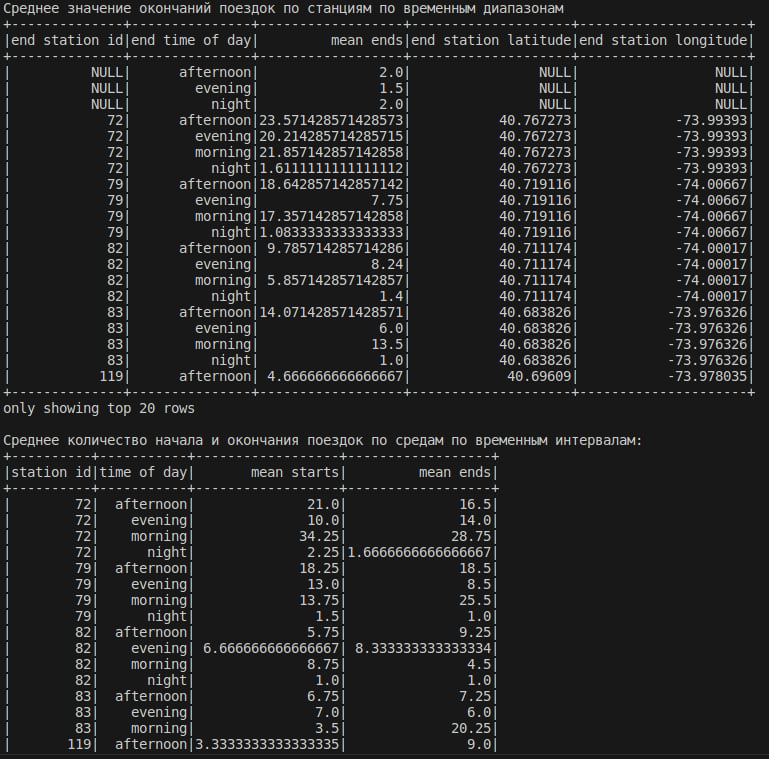 Среднее значение окончаний поездок по станциям по временным диапазонам
+--------------+---------------+------------------+--------------------+---------------------+
|end station id|end time of day|         mean ends|end station latitude|end station longitude|
+--------------+---------------+------------------+--------------------+---------------------+
|          NULL|      afternoon|               2.0|                NULL|                 NULL|
|          NULL|        evening|               1.5|                NULL|                 NULL|
|          NULL|          night|               2.0|                NULL|                 NULL|
|            72|      afternoon|23.571428571428573|           40.767273|            -73.99393|
|            72|        evening|20.214285714285715|           40.767273|            -73.99393|
|            72|        morning|21.857142857142858|           40.767273|            -73.99393|
|            72|          night|1.6111111111111112|           40.767273|            -73.99393|
|            79|      afternoon|18.642857142857142|           40.719116|            -74.00667|
|            79|        evening|              7.75|           40.719116|            -74.00667|
|            79|        morning|17.357142857142858|           40.719116|            -74.00667|
|            79|          night|1.0833333333333333|           40.719116|            -74.00667|
|            82|      afternoon| 9.785714285714286|           40.711174|            -74.00017|
|            82|        evening|              8.24|           40.711174|            -74.00017|
|            82|        morning| 5.857142857142857|           40.711174|            -74.00017|
|            82|          night|               1.4|           40.711174|            -74.00017|
|            83|      afternoon|14.071428571428571|           40.683826|           -73.976326|
|            83|        evening|               6.0|           40.683826|           -73.976326|
|            83|        morning|              13.5|           40.683826|           -73.976326|
|            83|          night|               1.0|           40.683826|           -73.976326|
|           119|      afternoon| 4.666666666666667|            40.69609|           -73.978035|
+--------------+---------------+------------------+--------------------+---------------------+
only showing top 20 rows
Среднее количество начала и окончания поездок по средам по временным интервалам:
+----------+-----------+------------------+------------------+
|station id|time of day|       mean starts|         mean ends|
+----------+-----------+------------------+------------------+
|        72|  afternoon|              21.0|              16.5|
|        72|    evening|              10.0|              14.0|
|        72|    morning|             34.25|             28.75|
|        72|      night|              2.25|1.6666666666666667|
|        79|  afternoon|             18.25|              18.5|
|        79|    evening|              13.0|               8.5|
|        79|    morning|             13.75|              25.5|
|        79|      night|               1.5|               1.0|
|        82|  afternoon|              5.75|              9.25|
|        82|    evening| 6.666666666666667| 8.333333333333334|
|        82|    morning|              8.75|               4.5|
|        82|      night|               1.0|               1.0|
|        83|  afternoon|              6.75|              7.25|
|        83|    evening|               7.0|               6.0|
|        83|    morning|               3.5|             20.25|
|       119|  afternoon|3.3333333333333335|               9.0|